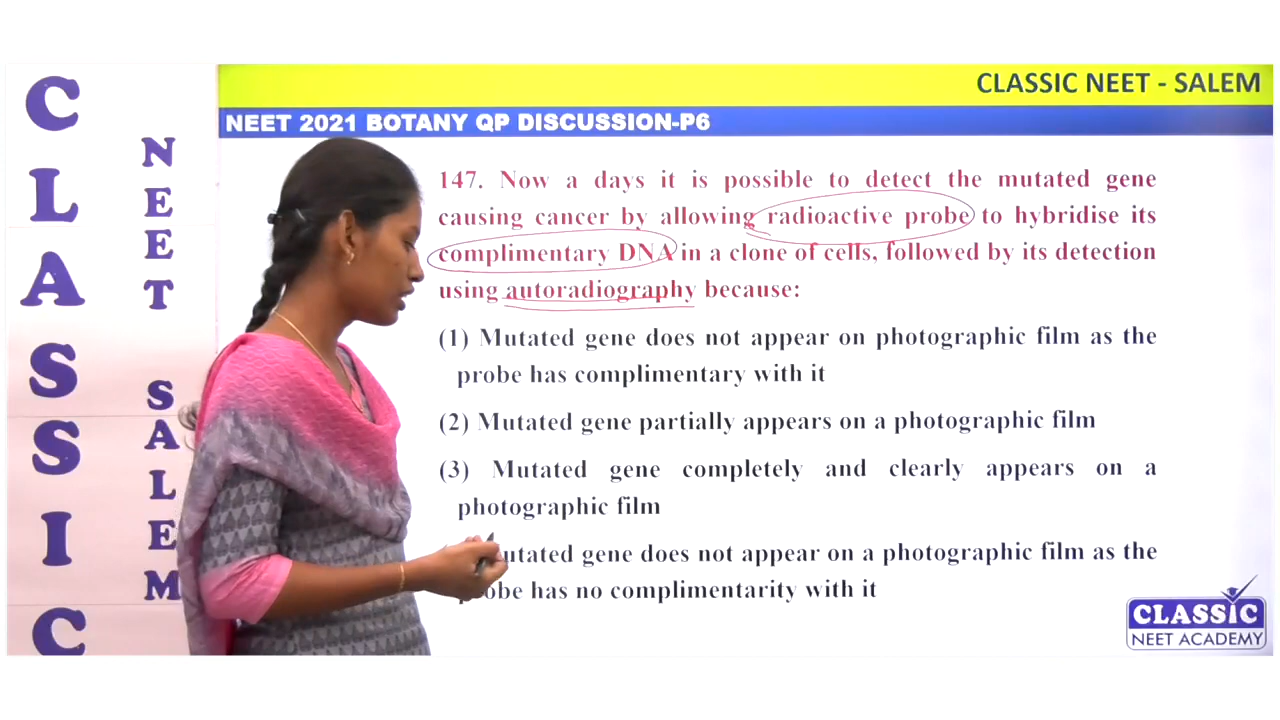 CLASSIC NEET - SALEM
NEET 2021 BOTANY QP DISCUSSION-P6
CLASSIC
NEET SALEM
147. Now a days it is possible to detect the mutated gene
causing cancer by allowing radioactive probe to hybridise its
complimentary DNA in a clone of cells, followed by its detection
using autoradiography because:
(1) Mutated gene does not appear on photographic film as the
probe has complimentary with it
(2) Mutated gene partially appears on a photographic film
(3) Mutated gene completely and clearly appears on a
photographic film
gene does not appear on a photographic film as the
has no complimentarity with it
CLASSIC
NEET ACADEMY